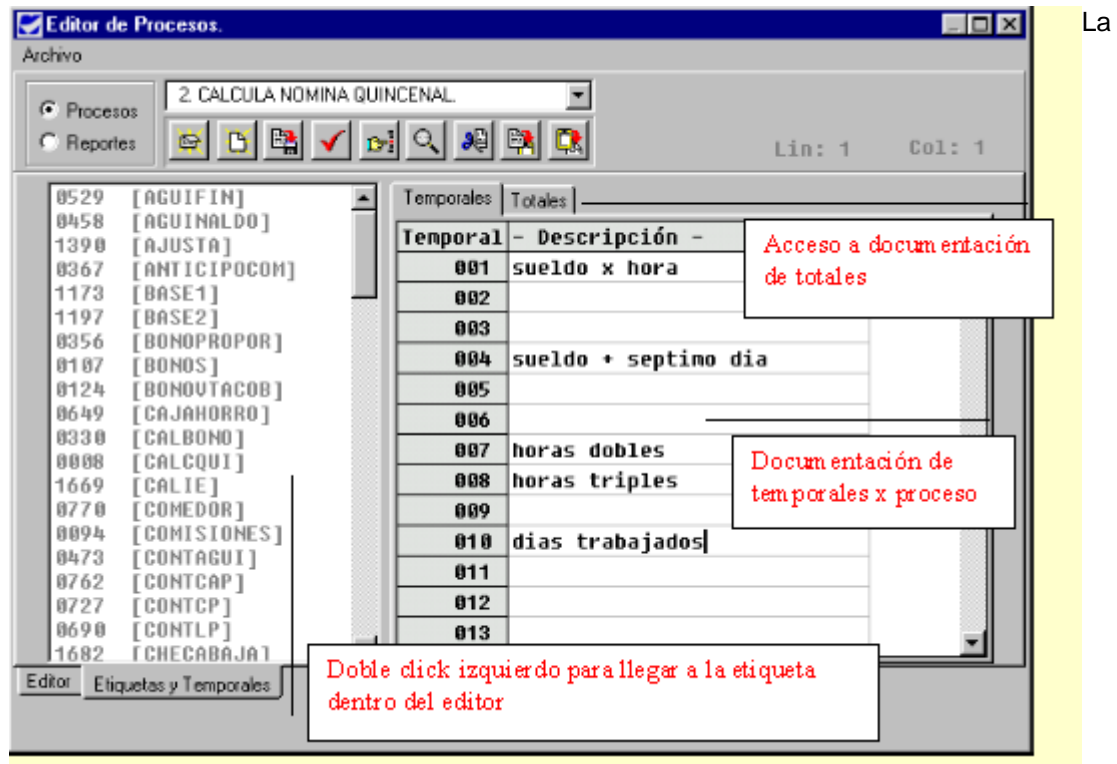 Editor de Procesos.
La
Archivo
Procesos
Reportes
2. CALCULA NOMINA QUINCENAL.
Lin: 1 Col: 1
0529 [AGUIFIN]
0458 [AGUINALDO]
1390 [AJUSTA]
0367 [ANTICIPOCOM]
1173 [BASE1]
1197 [BASE2]
0356 [BONOPROPOR]
0107 [BONOS]
0124 [BONOVTACOB]
0649 [CAJAHORRO]
0330 [CALBONO]
0008 [CALCQUI]
1669 [CALIE]
0770 [COMEDOR]
0094 [COMISIONES]
0473 [CONTAGUI]
0762 [CONTCAP]
0727 [CONTCP]
0690 [CONTLP]
1682 [CHECABAJA]
Temporales Totales
Temporal - Descripción -
001 sueldo x hora
002
003
004 sueldo + septimo dia
005
006
007 horas dobles
008 horas triples
009
010 dias trabajados
011
012
013
Acceso a documentación
de totales
Documentación de
temporales x proceso
Doble click izquierdo para llegar a la etiqueta
dentro del editor
Editor Etiquetas y Temporales